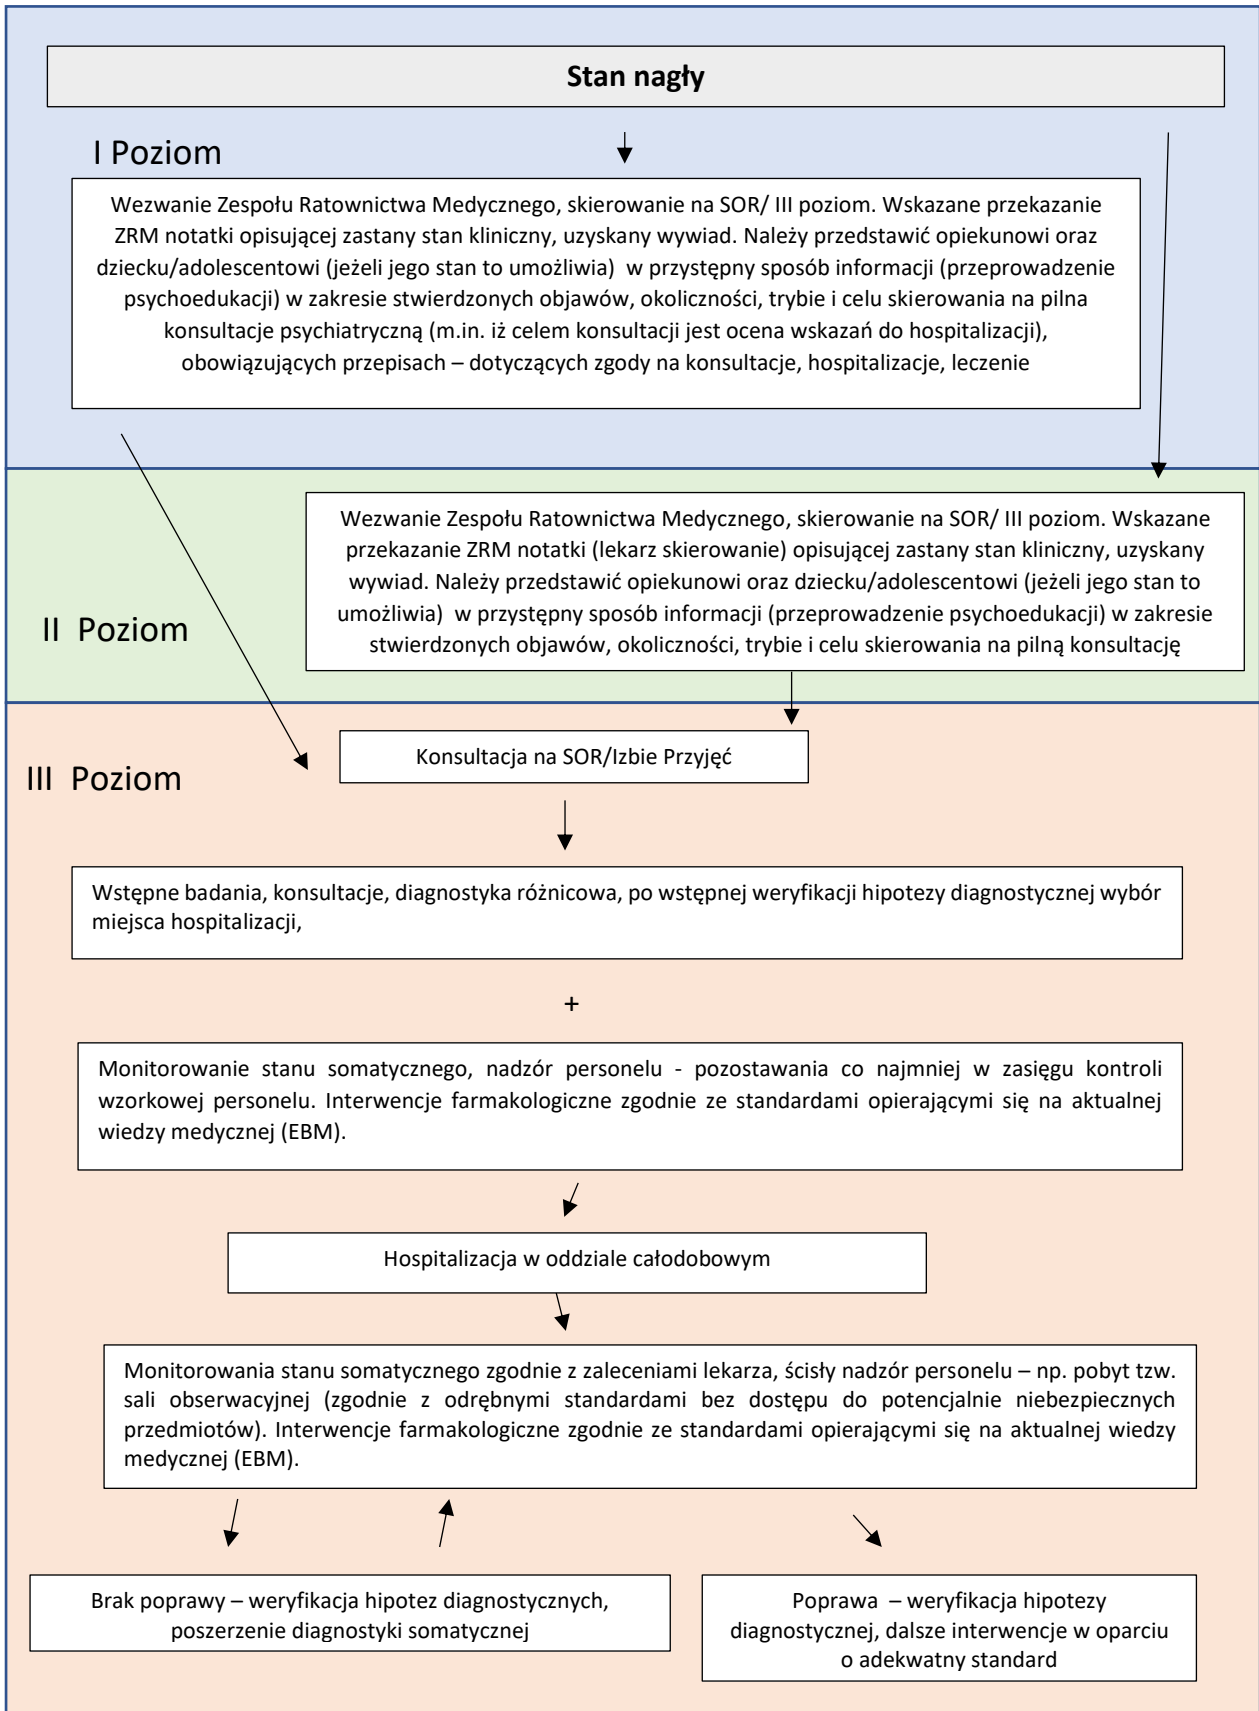 Stan nagły
I Poziom
Wezwanie Zespołu Ratownictwa Medycznego, skierowanie na SOR/ III poziom. Wskazane przekazanie
ZRM notatki opisującej zastany stan kliniczny, uzyskany wywiad. Należy przedstawić opiekunowi oraz
dziecku/adolescentowi (jeżeli jego stan to umożliwia) w przystępny sposób informacji (przeprowadzenie
psychoedukacji) w zakresie stwierdzonych objawów, okoliczności, trybie i celu skierowania na pilna
konsultacje psychiatryczną (m.in. iż celem konsultacji jest ocena wskazań do hospitalizacji),
obowiązujących przepisach – dotyczących zgody na konsultacje, hospitalizacje, leczenie
II Poziom
Wezwanie Zespołu Ratownictwa Medycznego, skierowanie na SOR/ III poziom. Wskazane
przekazanie ZRM notatki (lekarz skierowanie) opisującej zastany stan kliniczny, uzyskany
wywiad. Należy przedstawić opiekunowi oraz dziecku/adolescentowi (jeżeli jego stan to
umożliwia) w przystępny sposób informacji (przeprowadzenie psychoedukacji) w zakresie
stwierdzonych objawów, okoliczności, trybie i celu skierowania na pilną konsultację
III Poziom
Konsultacja na SOR/Izbie Przyjęć
Wstępne badania, konsultacje, diagnostyka różnicowa, po wstępnej weryfikacji hipotezy diagnostycznej wybór
miejsca hospitalizacji,
+
Monitorowanie stanu somatycznego, nadzór personelu - pozostawania co najmniej w zasięgu kontroli
wzorkowej personelu. Interwencje farmakologiczne zgodnie ze standardami opierającymi się na aktualnej
wiedzy medycznej (EBM).
Hospitalizacja w oddziale całodobowym
Monitorowania stanu somatycznego zgodnie z zaleceniami lekarza, ścisły nadzór personelu – np. pobyt tzw.
sali obserwacyjnej (zgodnie z odrębnymi standardami bez dostępu do potencjalnie niebezpiecznych
przedmiotów). Interwencje farmakologiczne zgodnie ze standardami opierającymi się na aktualnej wiedzy
medycznej (EBM).
Brak poprawy – weryfikacja hipotez diagnostycznych,
poszerzenie diagnostyki somatycznej
Poprawa – weryfikacja hipotezy
diagnostycznej, dalsze interwencje w oparciu
o adekwatny standard